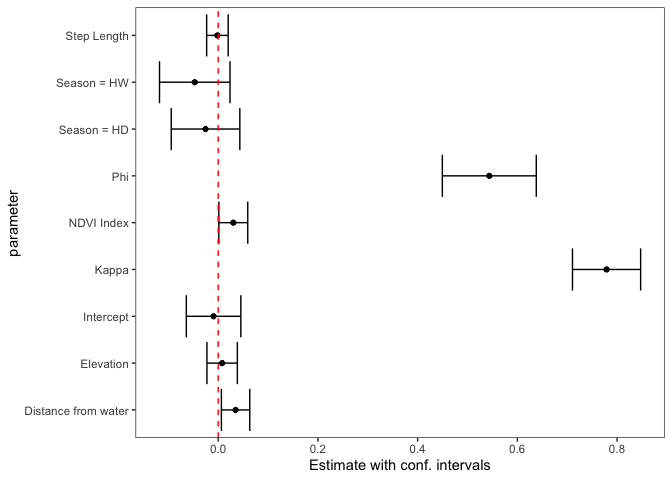 Step Length
Season = HW
Season = HD
Phi
NDVI Index
Kappa
Intercept
Elevation
Distance from water
parameter
0.0 0.2 0.4 0.6 0.8
Estimate with conf. intervals